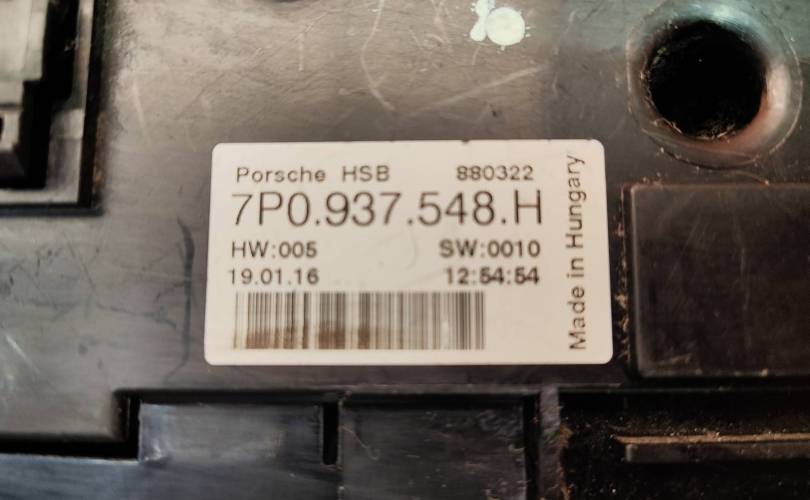 Porsche HSB 880322
7P0.937.548.H
HW:005 SW:0010
19.01.16 12:54:54
Made in Hungary